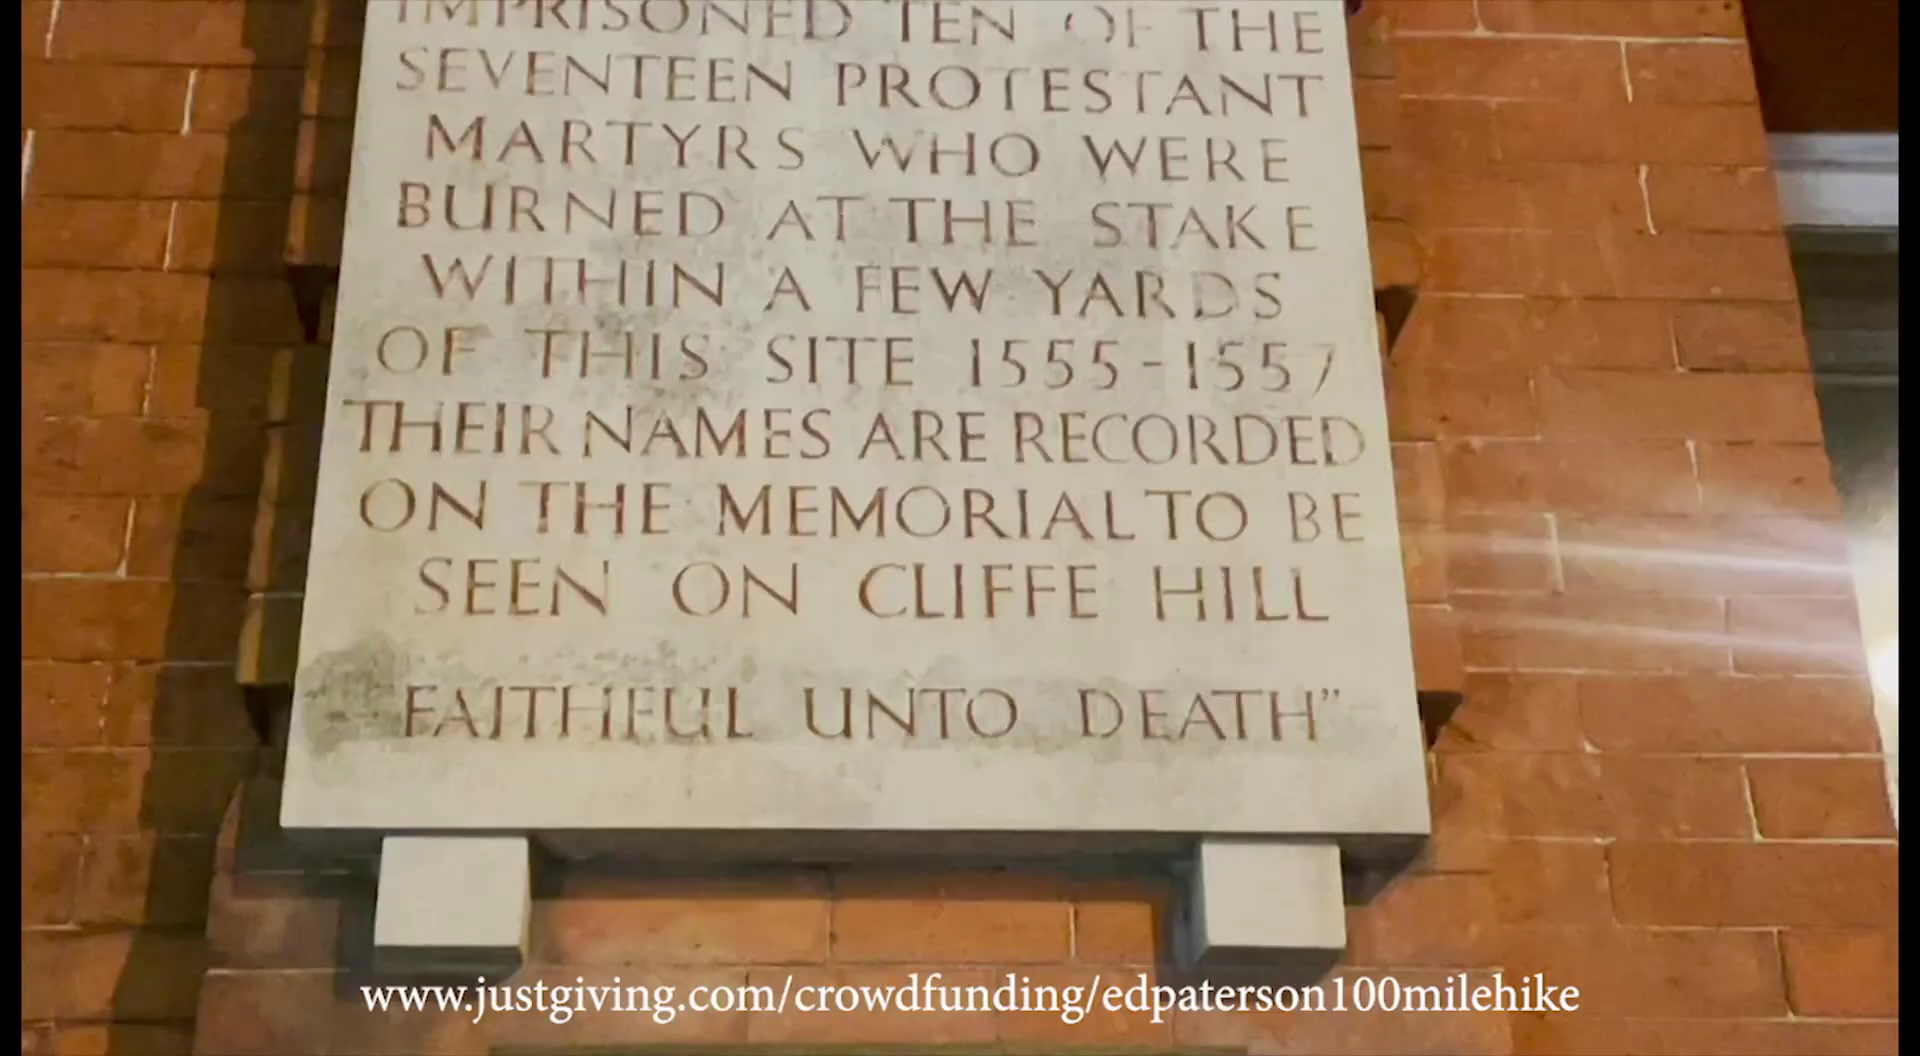 IMPRISONED TEN OF THE
SEVENTEEN PROTESTANT
MARTYRS WHO WERE
BURNED AT THE STAKE
WITHIN A FEW YARDS
OF THIS SITE 1555-1557
THEIR NAMES ARE RECORDED
ON THE MEMORIAL TO BE
SEEN ON CLIFFE HILL
FAITHFUL UNTO DEATH”
www.justgiving.com/crowdfunding/edpaterson100milehike